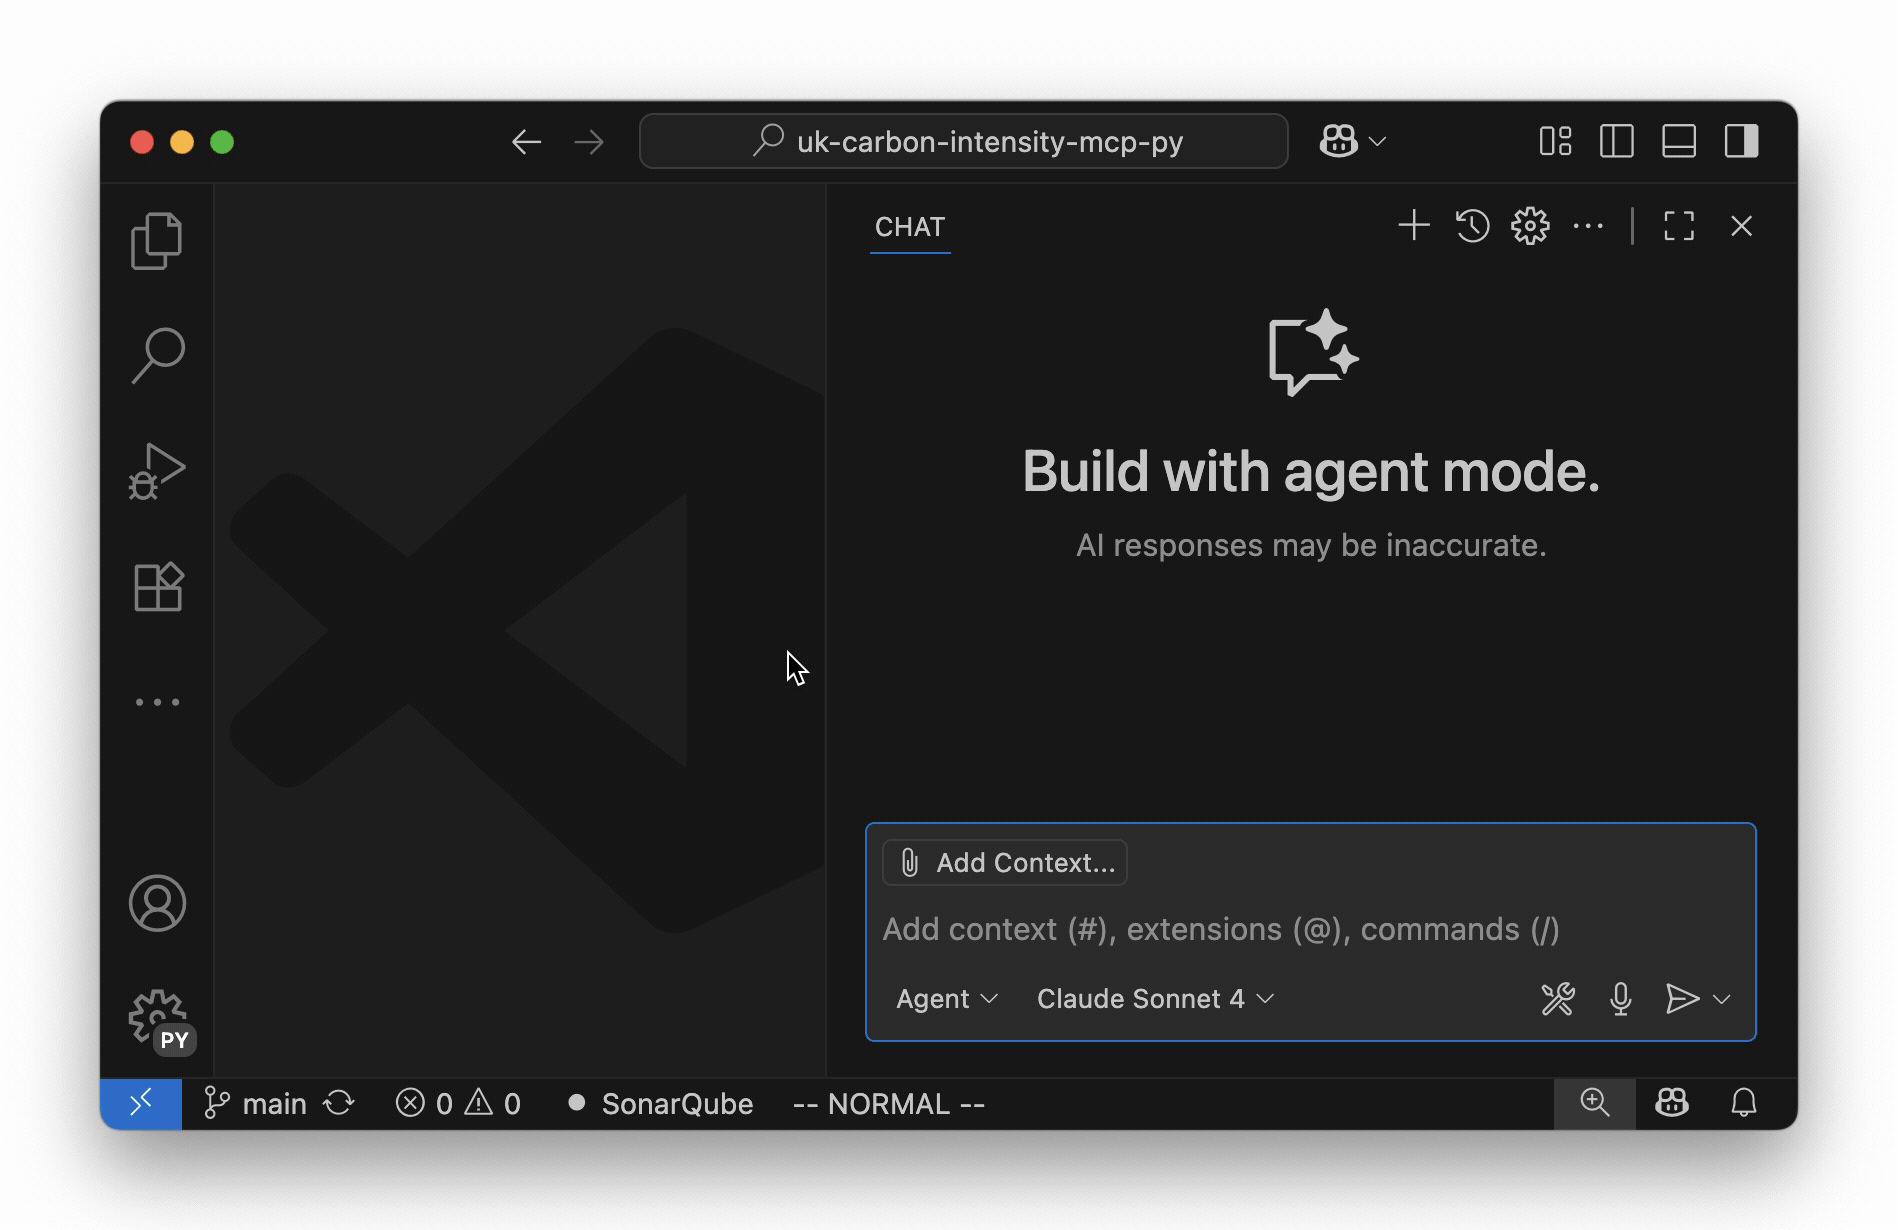 uk-carbon-intensity-mcp-py
CHAT
Build with agent mode.
AI responses may be inaccurate.
Add Context...
Add context (#), extensions (@), commands (/)
Agent Claude Sonnet 4
PY
main 0 0 SonarQube -- NORMAL --